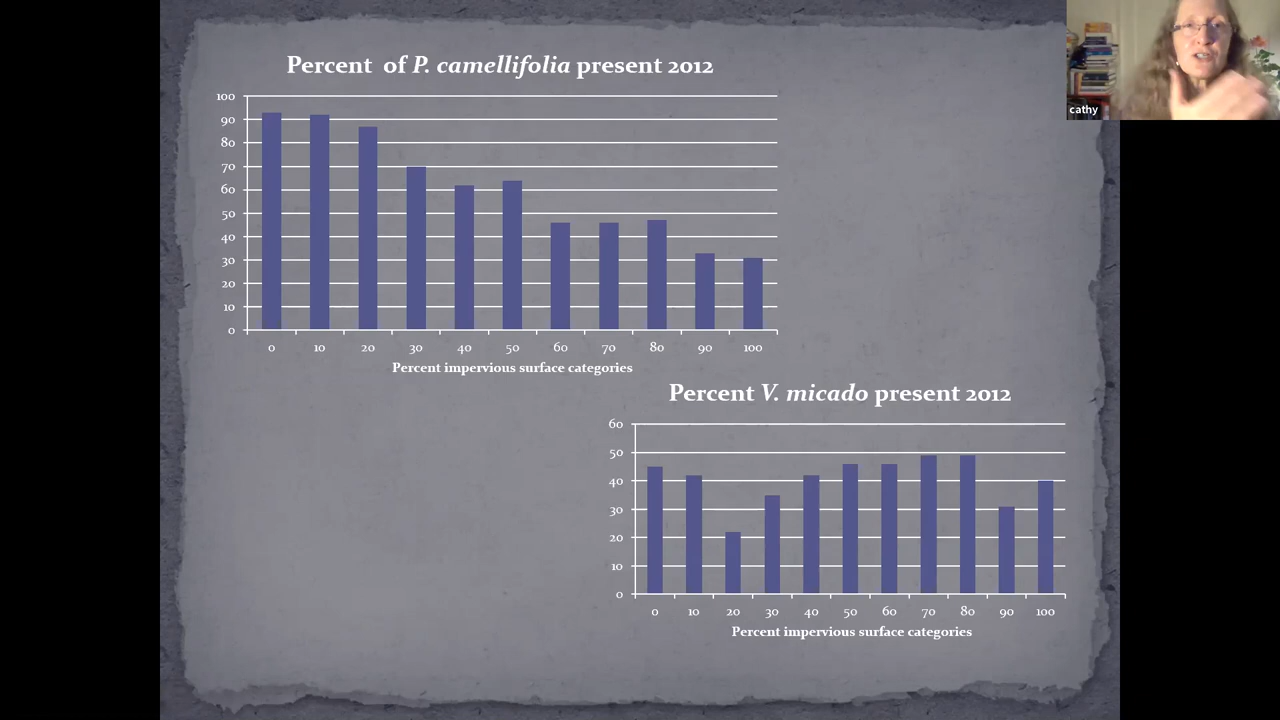 cathy
Percent of P. camellifolia present 2012
100
90
80
70
60
50
40
30
20
10
0
0 10 20 30 40 50 60 70 80 90 100
Percent impervious surface categories
Percent V. micado present 2012
60
50
40
30
20
10
0
0 10 20 30 40 50 60 70 80 90 100
Percent impervious surface categories